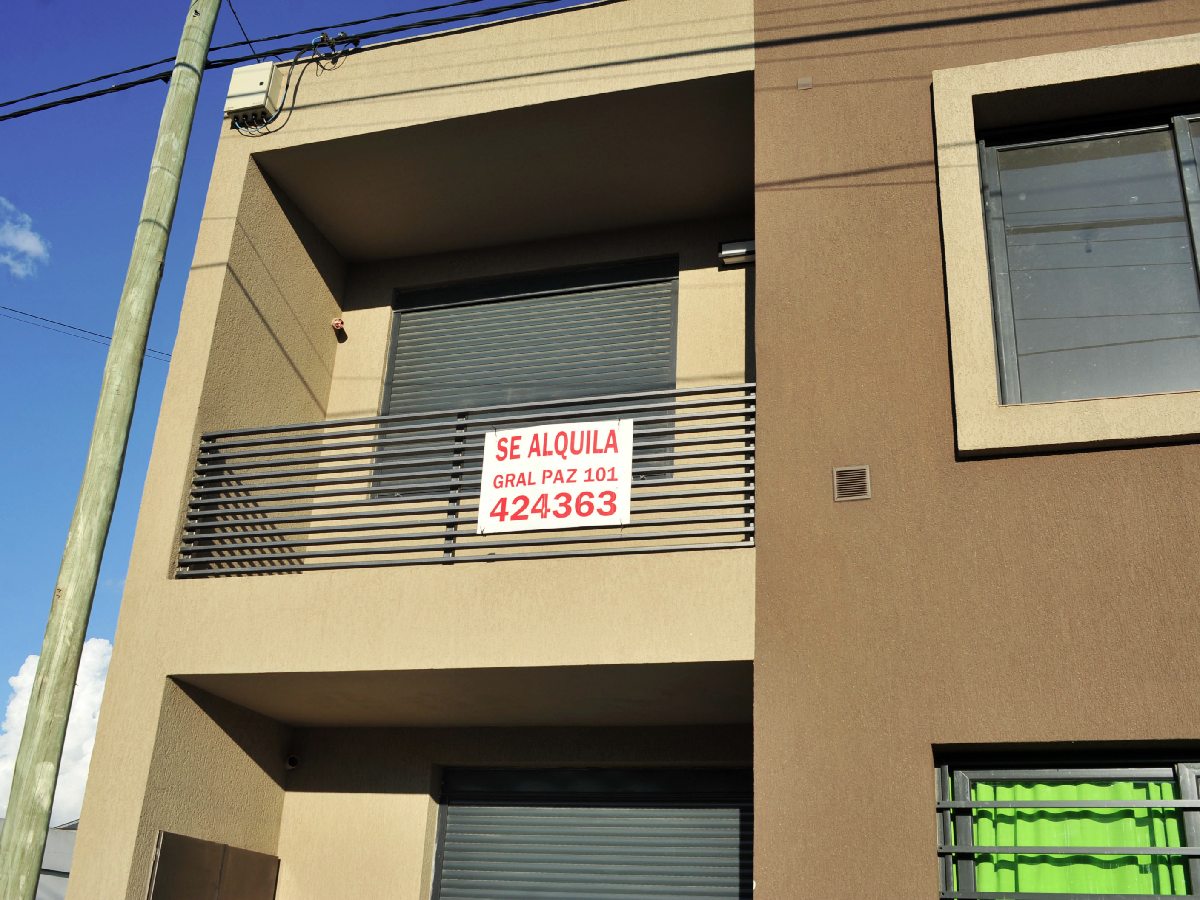 SE ALQUILA
GRAL PAZ 101
424363